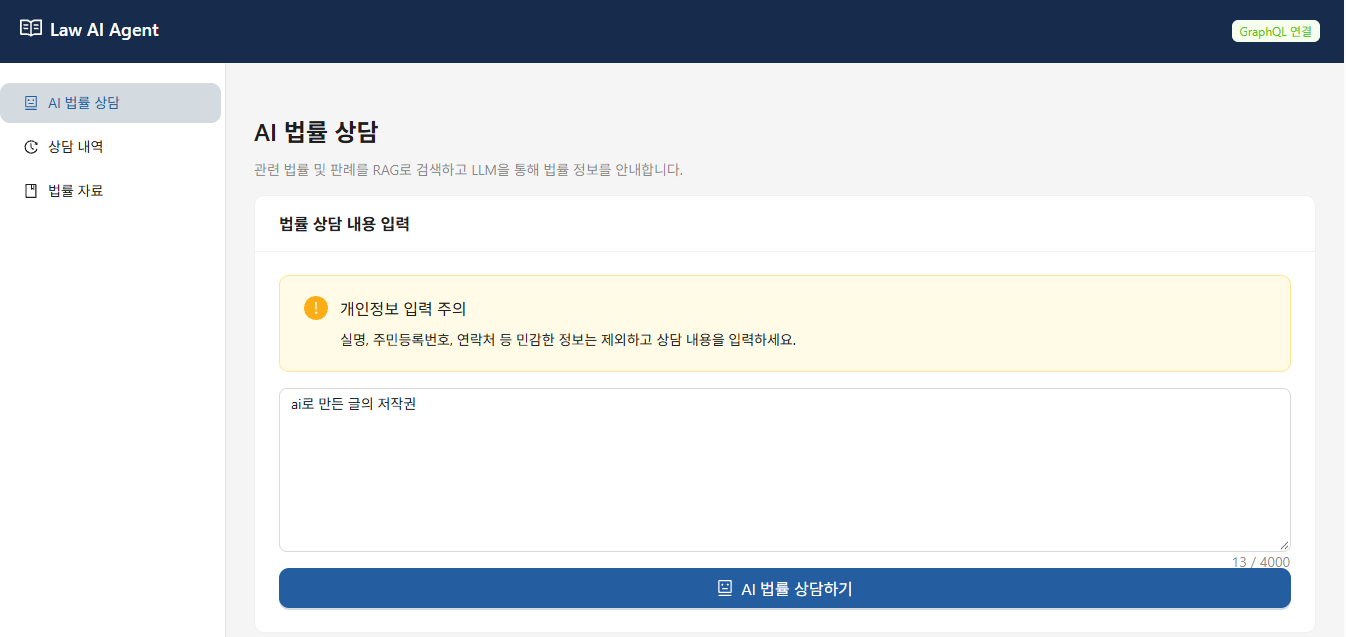 Law AI Agent
GraphQL 연결
AI 법률 상담
상담 내역
법률 자료
AI 법률 상담
관련 법률 및 판례를 RAG로 검색하고 LLM을 통해 법률 정보를 안내합니다.
법률 상담 내용 입력
개인정보 입력 주의
실명, 주민등록번호, 연락처 등 민감한 정보는 제외하고 상담 내용을 입력하세요.
ai로 만든 글의 저작권
13 / 4000
AI 법률 상담하기